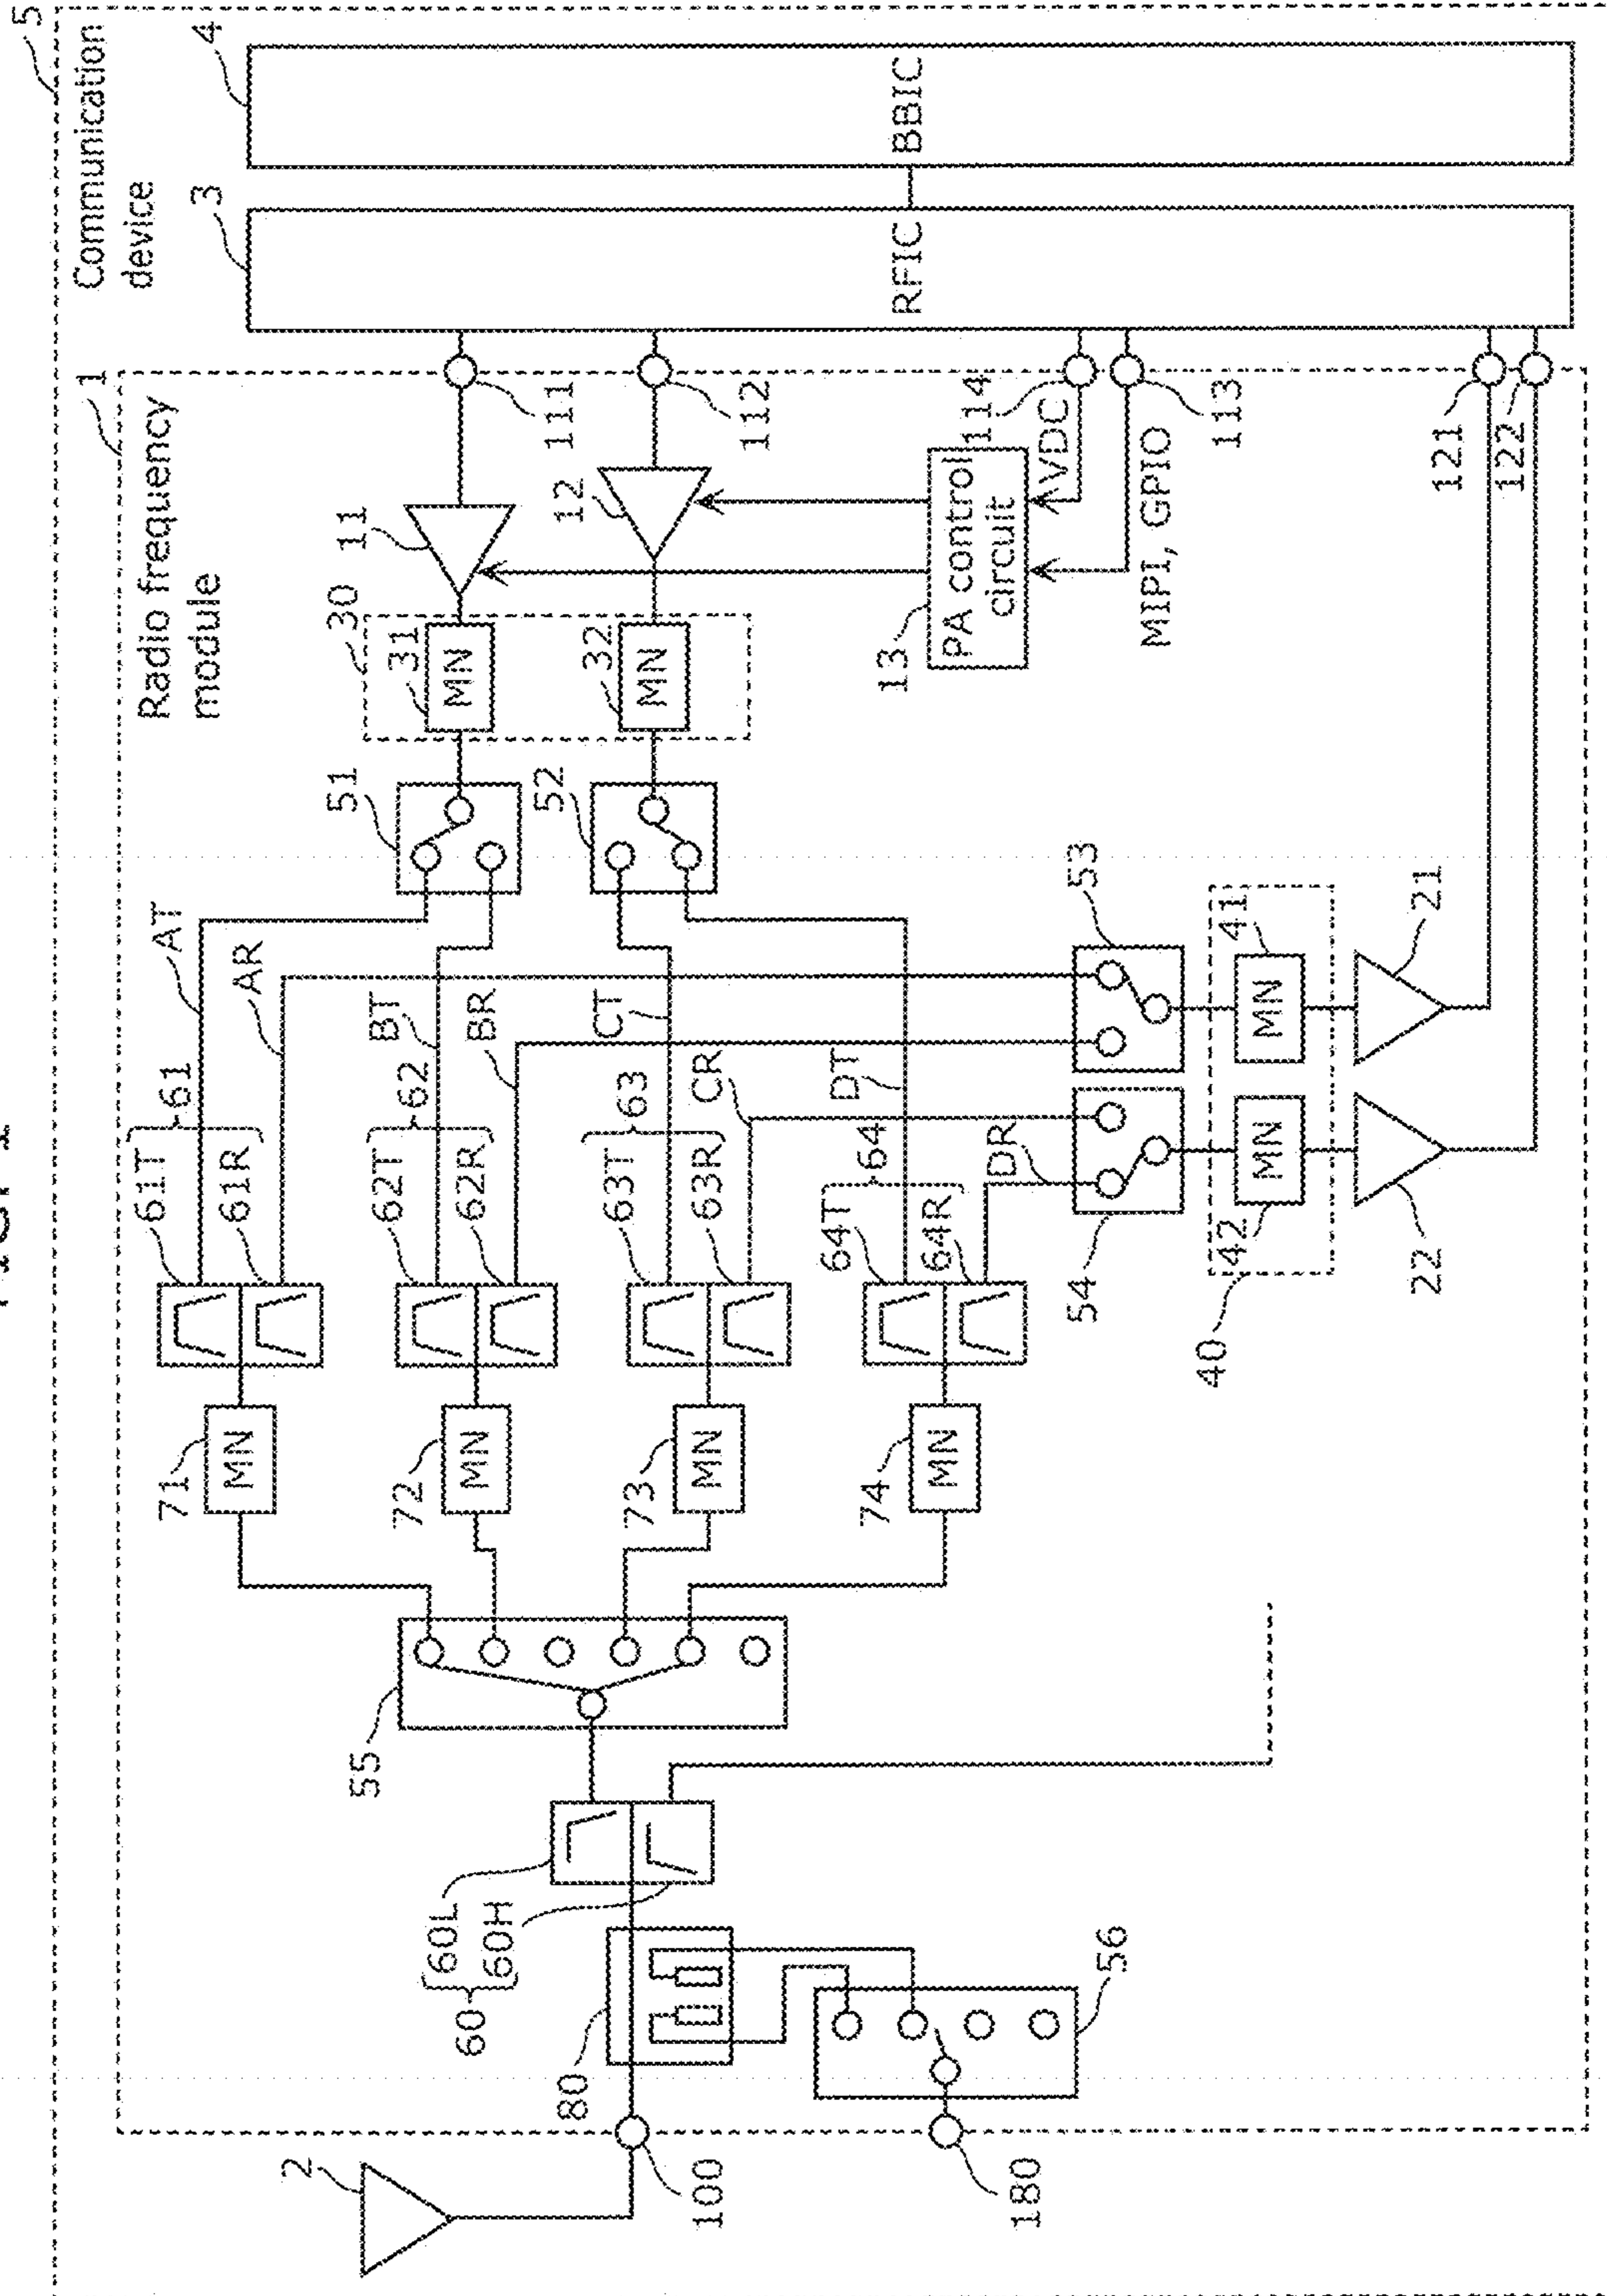 5
Communication
device
4
3
1
Radio frequency
module
AT
AR
61
61T
61R
71
2
30
11
31
MN
51
BT
BR
62
62T
62R
72
MN
MN
55
60L
60H
60
111
12
32
MN
52
CT
CR
63
63T
63R
73
MN
80
100
112
DT
DR
64
64T
64R
74
MN
RFIC
BBIC
13
PA control
circuit
114
VDC
113
MIPI, GPIO
53
54
56
180
41
MN
42
MN
40
21
22
121
122